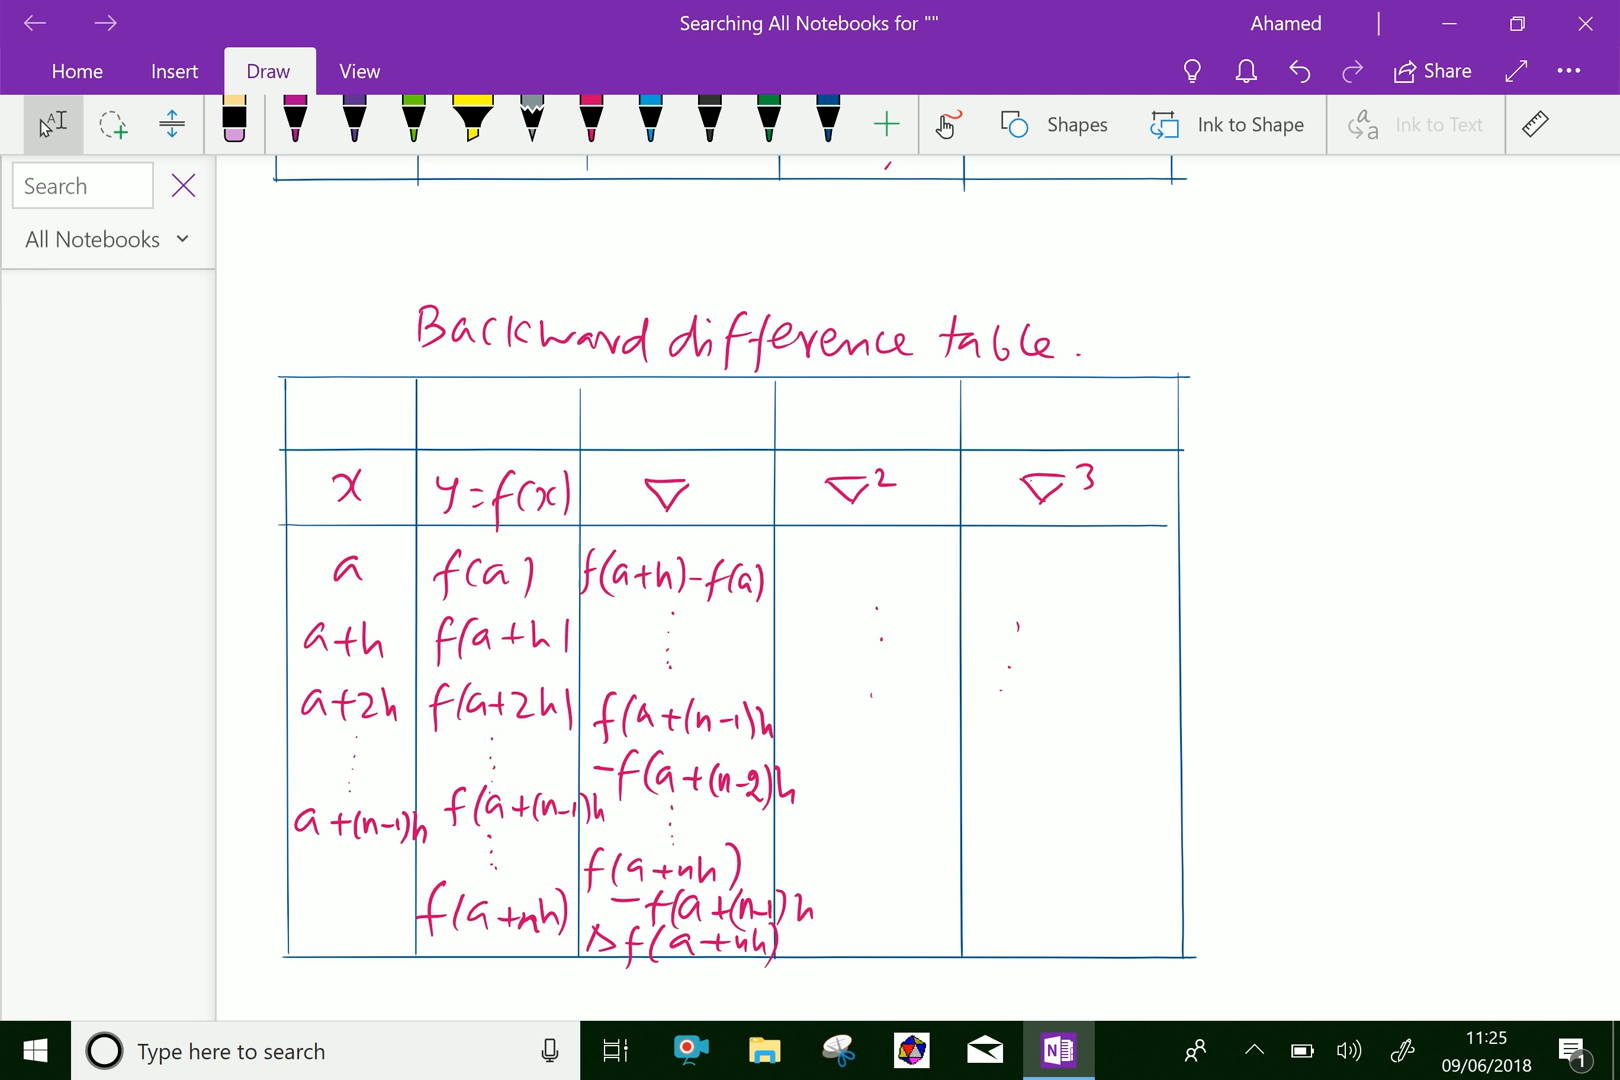 Searching All Notebooks for ""
Ahamed
Home Insert Draw View
Share
Shapes
Ink to Shape
Ink to Text
Search
All Notebooks
Backward difference table.
x y=f(x) ▽ ▽² ▽³
a f(a) f(a+h)-f(a)
a+h f(a+h)
a+2h f(a+2h) f(a+(n-1)h
-f(a+(n-2)h
a+(n-1)h f(a+(n-1)h
f(a+nh)
f(a+nh) -f(a+(n-1)h
▷f(a+nh)
Type here to search
11:25
09/06/2018
1